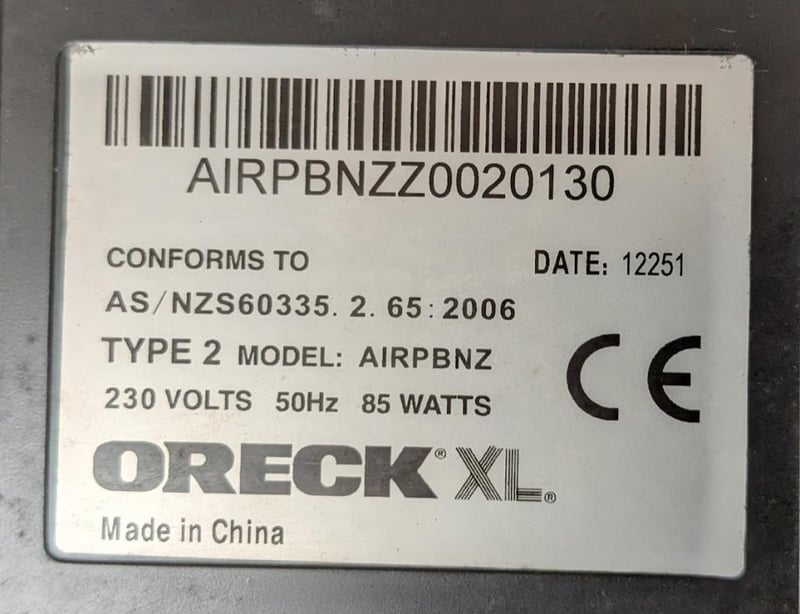 AIRPBNZZ0020130
CONFORMS TO DATE: 12251
AS/NZS60335. 2. 65:2006
TYPE 2 MODEL: AIRPBNZ
230 VOLTS 50Hz 85 WATTS
CE
ORECK® XL®
Made in China